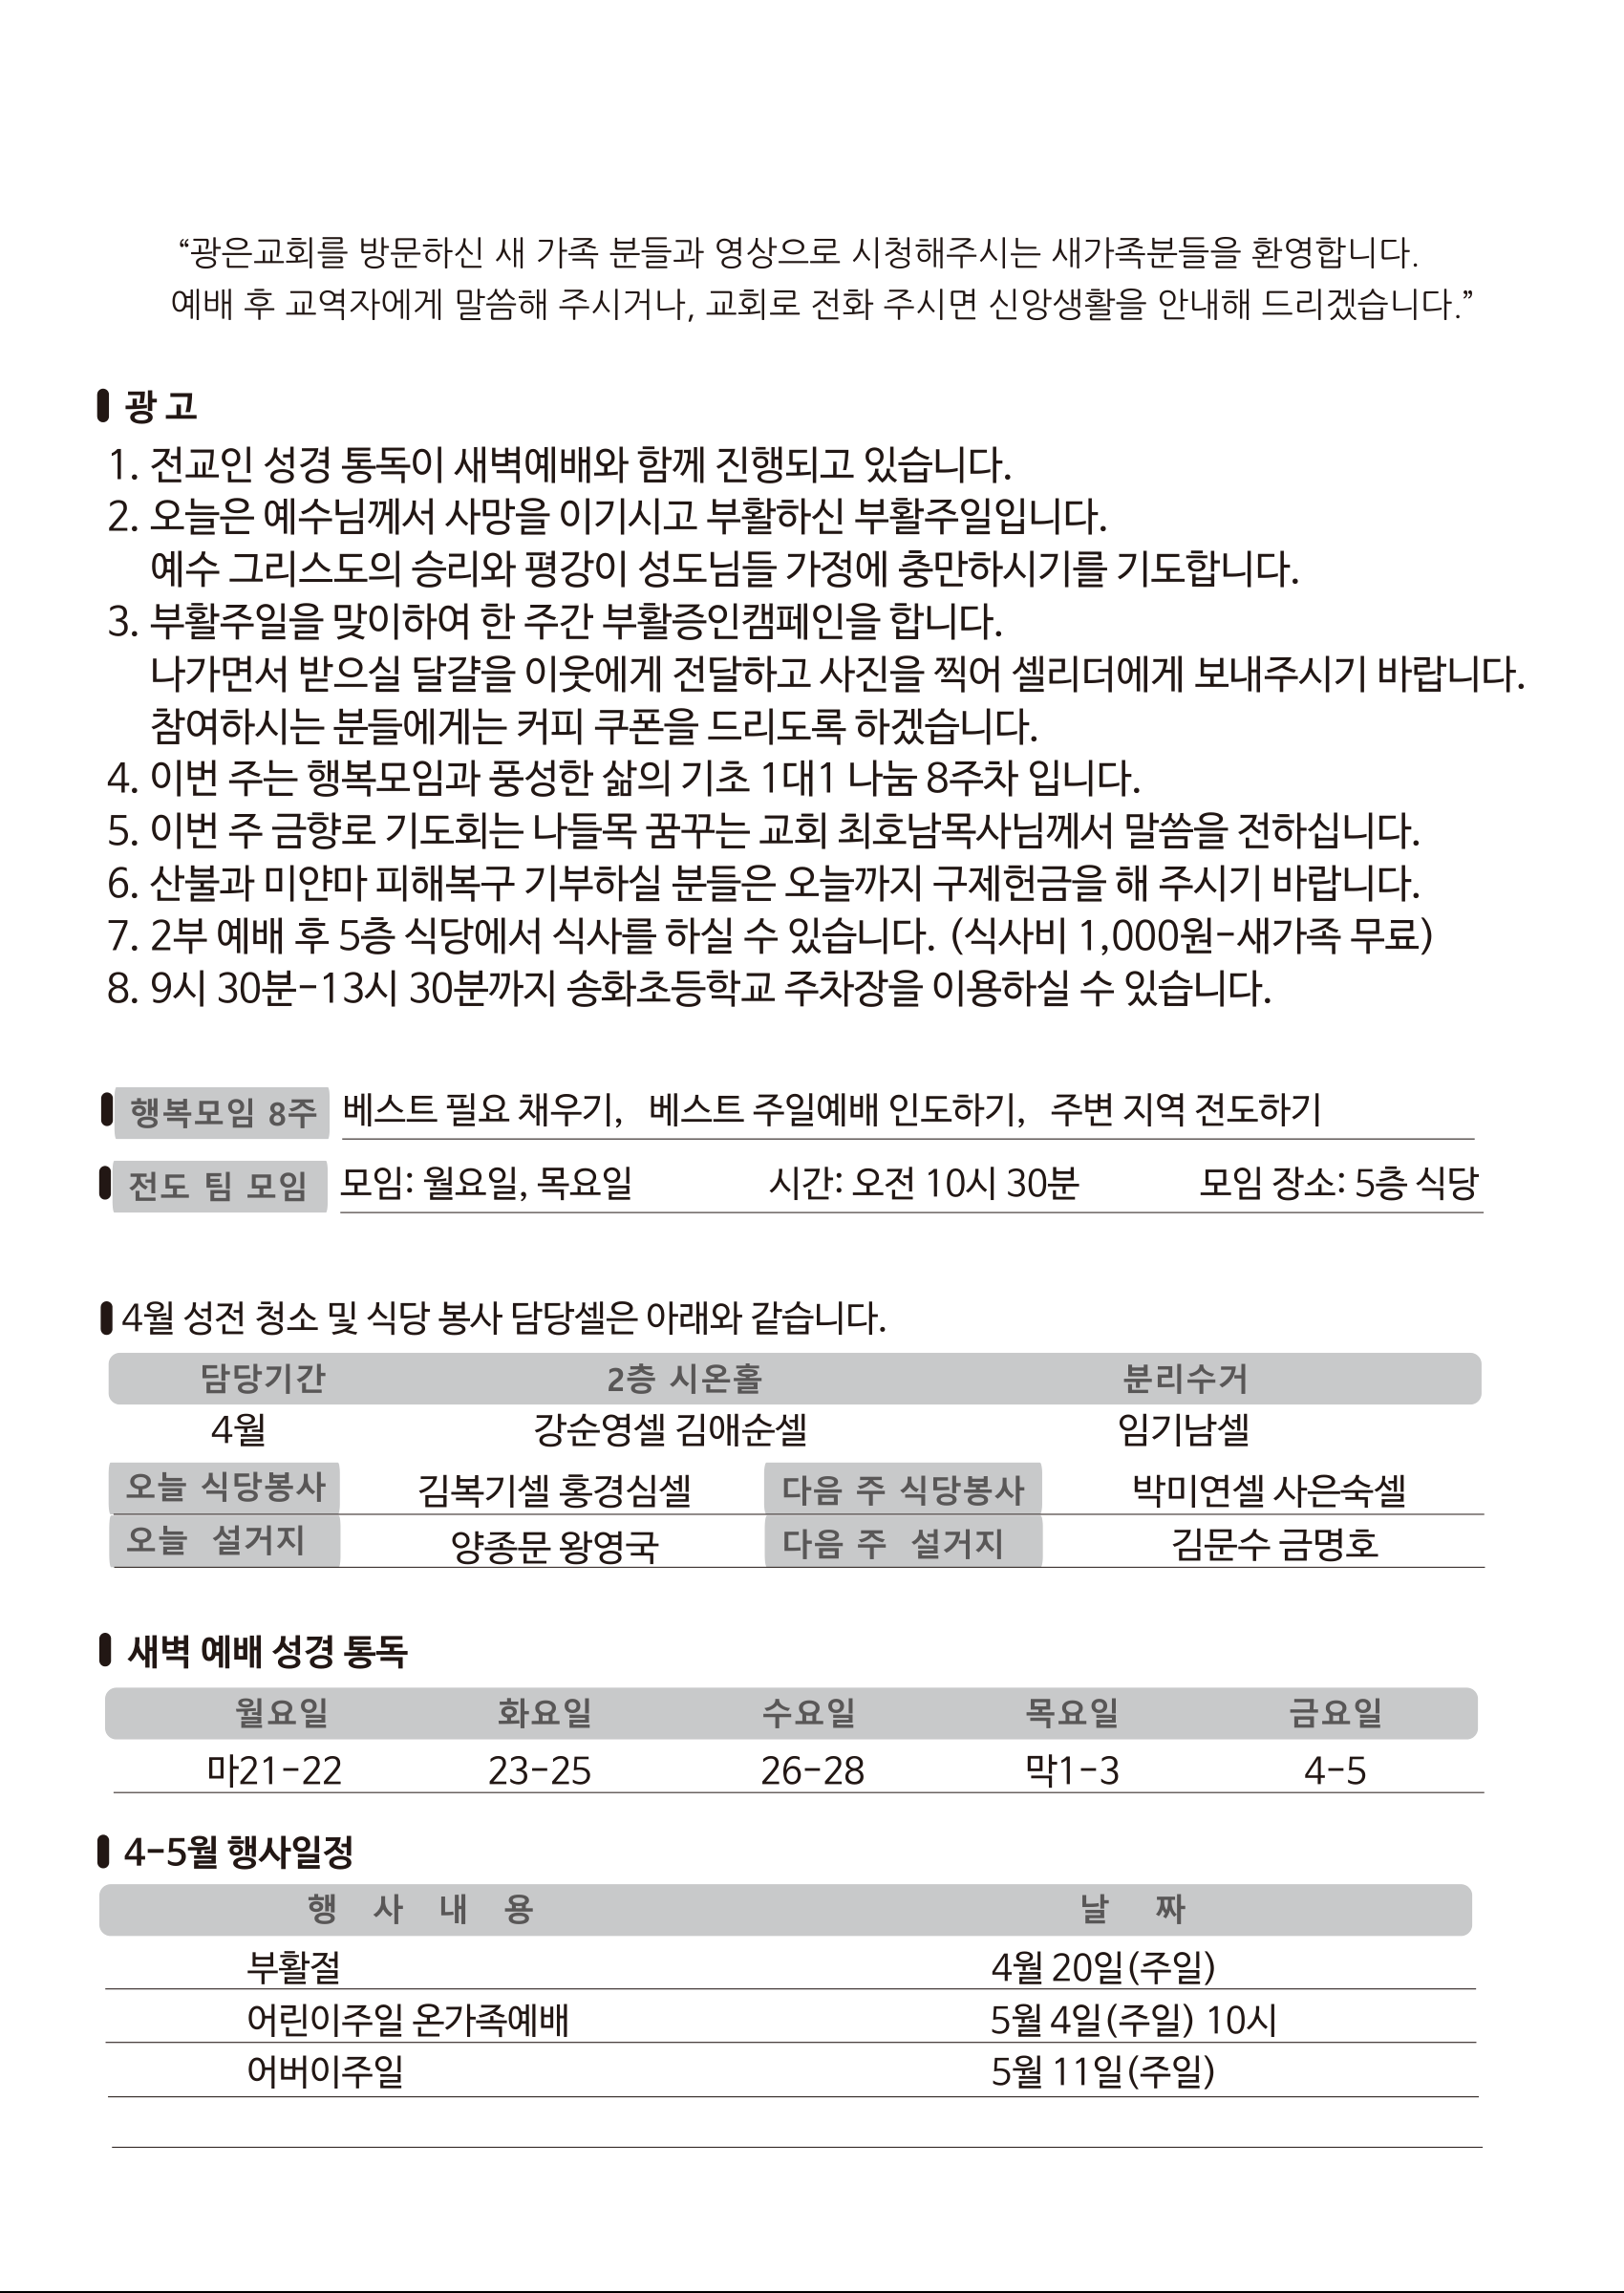 “광은교회를 방문하신 새 가족 분들과 영상으로 시청해주시는 새가족분들을 환영합니다.
예배 후 교역자에게 말씀해 주시거나, 교회로 전화 주시면 신앙생활을 안내해 드리겠습니다.”
광 고
1. 전교인 성경 통독이 새벽예배와 함께 진행되고 있습니다.
2. 오늘은 예수님께서 사망을 이기시고 부활하신 부활주일입니다.
예수 그리스도의 승리와 평강이 성도님들 가정에 충만하시기를 기도합니다.
3. 부활주일을 맞이하여 한 주간 부활증인캠페인을 합니다.
나가면서 받으실 달걀을 이웃에게 전달하고 사진을 찍어 셀리더에게 보내주시기 바랍니다.
참여하시는 분들에게는 커피 쿠폰을 드리도록 하겠습니다.
4. 이번 주는 행복모임과 풍성한 삶의 기초 1대1 나눔 8주차 입니다.
5. 이번 주 금향로 기도회는 나들목 꿈꾸는 교회 최호남목사님께서 말씀을 전하십니다.
6. 산불과 미얀마 피해복구 기부하실 분들은 오늘까지 구제헌금을 해 주시기 바랍니다.
7. 2부 예배 후 5층 식당에서 식사를 하실 수 있습니다. (식사비 1,000원-새가족 무료)
8. 9시 30분-13시 30분까지 송화초등학교 주차장을 이용하실 수 있습니다.
행복모임 8주 베스트 필요 채우기, 베스트 주일예배 인도하기, 주변 지역 전도하기
전도 팀 모임 모임: 월요일, 목요일 시간: 오전 10시 30분 모임 장소: 5층 식당
4월 성전 청소 및 식당 봉사 담당셀은 아래와 같습니다.
담당기간 2층 시온홀 분리수거
4월 강순영셀 김애순셀 임기남셀
오늘 식당봉사 김복기셀 홍경심셀 다음 주 식당봉사 박미연셀 사은숙셀
오늘 설거지 양종문 왕영국 다음 주 설거지 김문수 금명호
새벽 예배 성경 통독
월요일 화요일 수요일 목요일 금요일
마21-22 23-25 26-28 막1-3 4-5
4-5월 행사일정
행 사 내 용 날 짜
부활절 4월 20일(주일)
어린이주일 온가족예배 5월 4일(주일) 10시
어버이주일 5월 11일(주일)